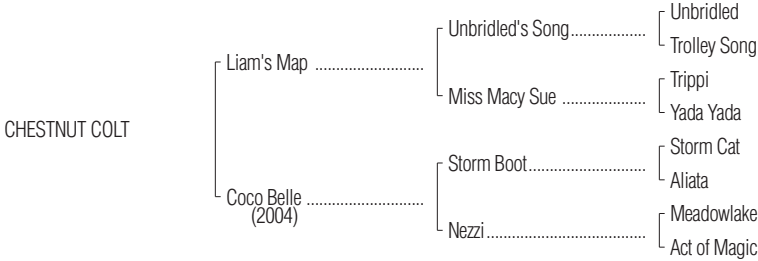 Unbridled
Unbridled's Song..................
Trolley Song
Liam's Map ..........................
Trippi
Miss Macy Sue ....................
Yada Yada
CHESTNUT COLT
Storm Cat
Storm Boot............................
Aliata
Coco Belle ............................
(2004)
Meadowlake
Nezzi......................................
Act of Magic